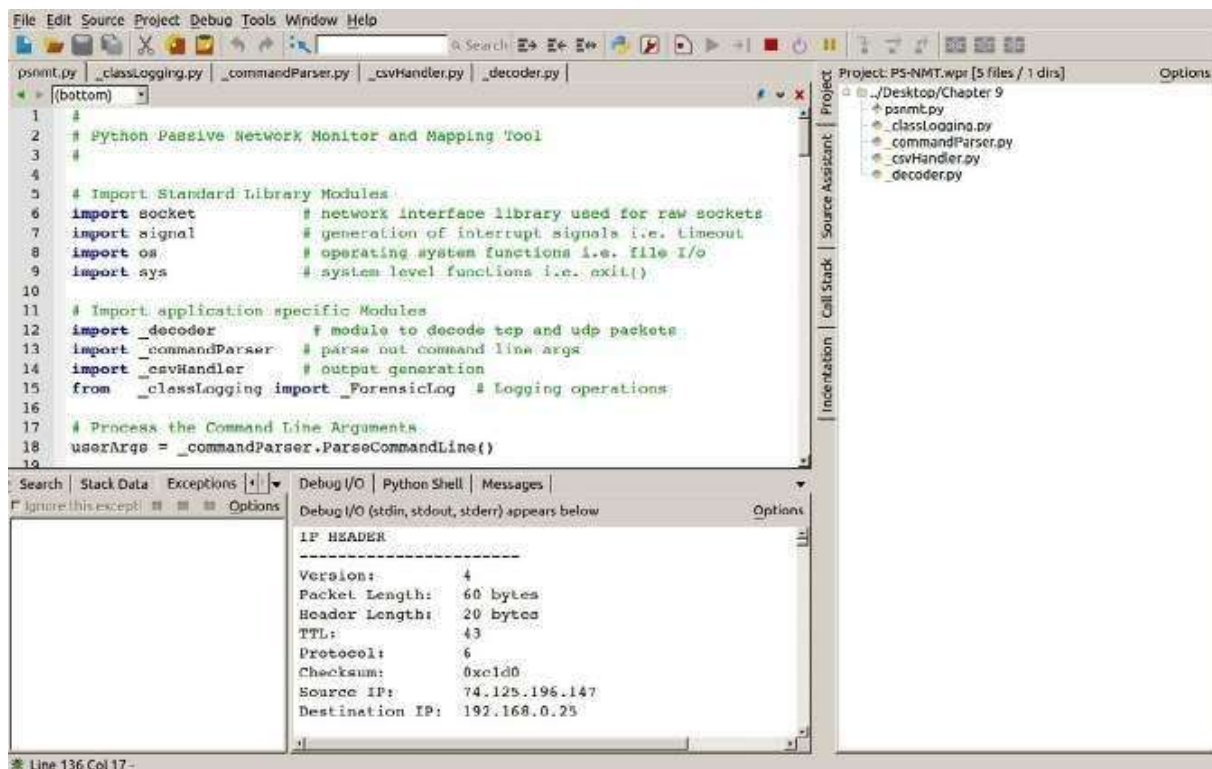 File Edit Source Project Debug Tools Window Help
Search
psnmt.py | _classLogging.py | _commandParser.py | _csvHandler.py | _decoder.py |
(bottom)
1 #
2 # Python Passive Network Monitor and Mapping Tool
3 #
4
5 # Import Standard Library Modules
6 import socket # network interface library used for raw sockets
7 import signal # generation of interrupt signals i.e. timeout
8 import os # operating system functions i.e. file I/o
9 import sys # system level functions i.e. exit()
10
11 # Import application specific Modules
12 import _decoder # module to decode tcp and udp packets
13 import _commandParser # parse out command line args
14 import _csvHandler # output generation
15 from _classLogging import _ForensicLog # Logging operations
16
17 # Process the Command Line Arguments
18 userArgs = _commandParser.ParseCommandLine()
19
Project
Source Assistant
Call Stack
Indentation
Project: PS-NMT.wpr [5 files / 1 dirs] Options
../Desktop/Chapter 9
psnmt.py
_classLogging.py
_commandParser.py
_csvHandler.py
_decoder.py
Search | Stack Data Exceptions
Ignore this excepti Options
Debug I/O | Python Shell | Messages |
Debug I/O (stdin, stdout, stderr) appears below Options
IP HEADER
-----------------------
Version: 4
Packet Length: 60 bytes
Header Length: 20 bytes
TTL: 43
Protocol: 6
Checksum: 0xc1d0
Source IP: 74.125.196.147
Destination IP: 192.168.0.25
Line 136 Col 17 -